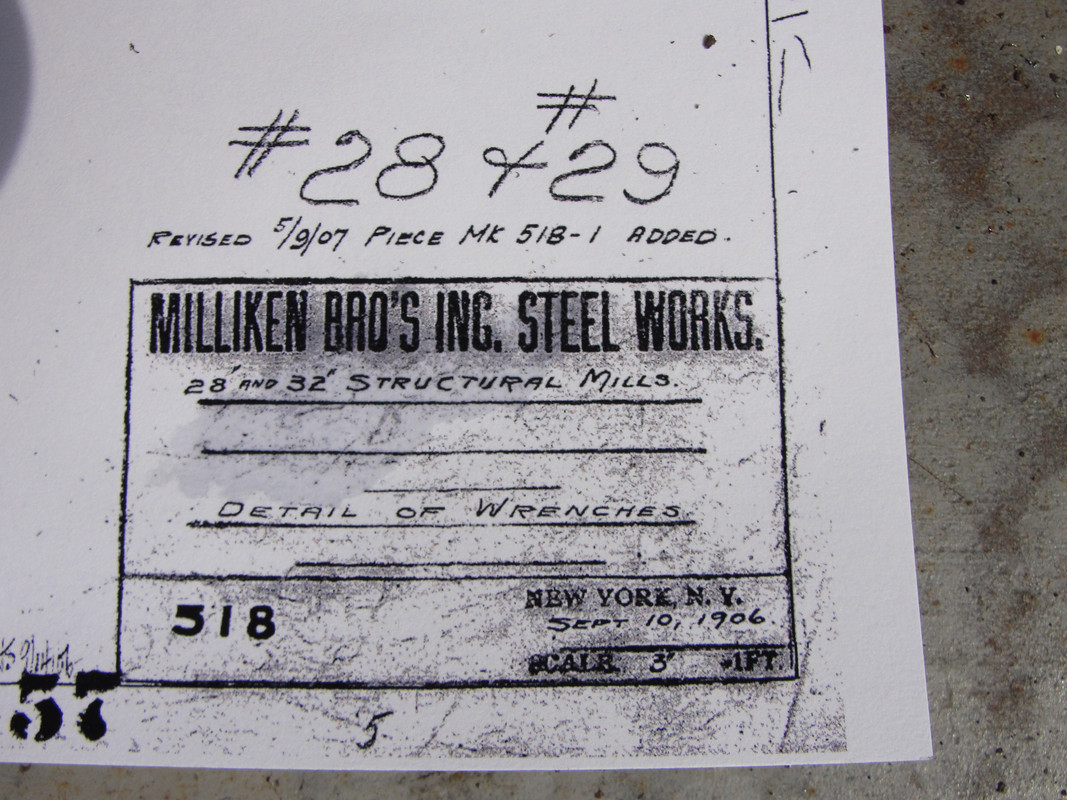 # 28 & # 29
REVISED 5/9/07 PIECE MK 518-1 ADDED.
MILLIKEN BRO'S INC. STEEL WORKS.
28" AND 32" STRUCTURAL MILLS.
DETAIL OF WRENCHES.
518
NEW YORK, N.Y.
SEPT 10, 1906.
SCALE 3" =1FT.
5